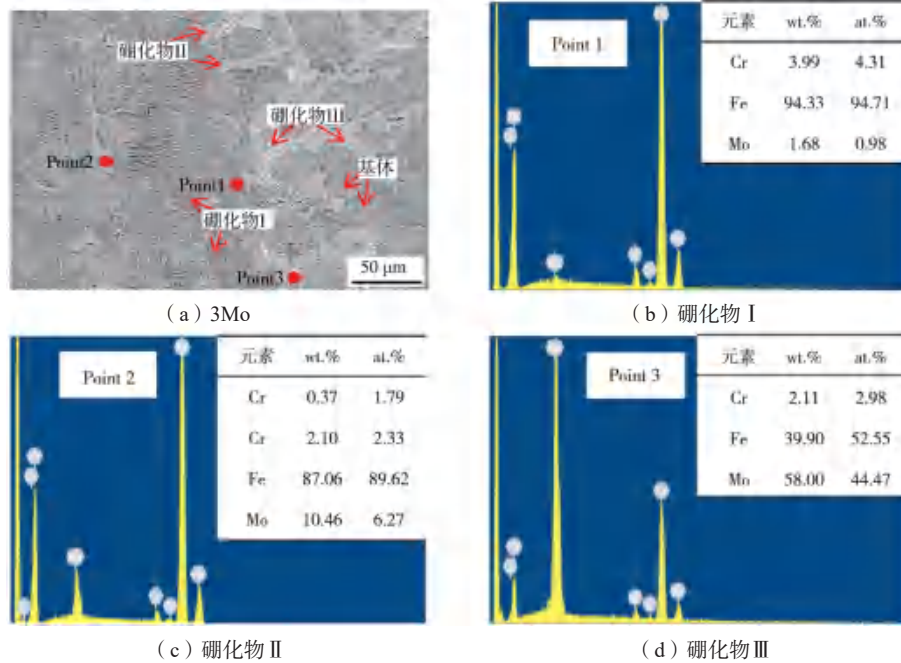 硼化物II
硼化物III
Point2
Point1
基体
硼化物I
Point3
50 μm
(a) 3Mo
Point 1
元素 wt.% at.%
Cr 3.99 4.31
Fe 94.33 94.71
Mo 1.68 0.98
(b) 硼化物 Ⅰ
Point 2
元素 wt.% at.%
Cr 0.37 1.79
Cr 2.10 2.33
Fe 87.06 89.62
Mo 10.46 6.27
(c) 硼化物 Ⅱ
Point 3
元素 wt.% at.%
Cr 2.11 2.98
Fe 39.90 52.55
Mo 58.00 44.47
(d) 硼化物Ⅲ